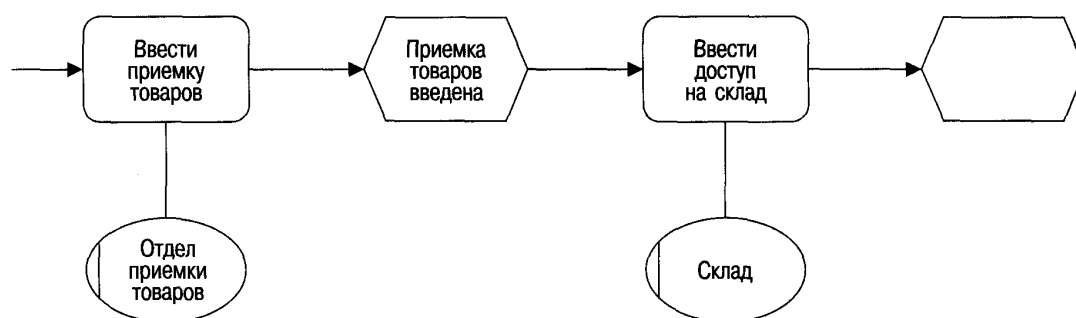 Ввести
приемку
товаров
Приемка
товаров
введена
Ввести
доступ
на склад
Отдел
приемки
товаров
Склад